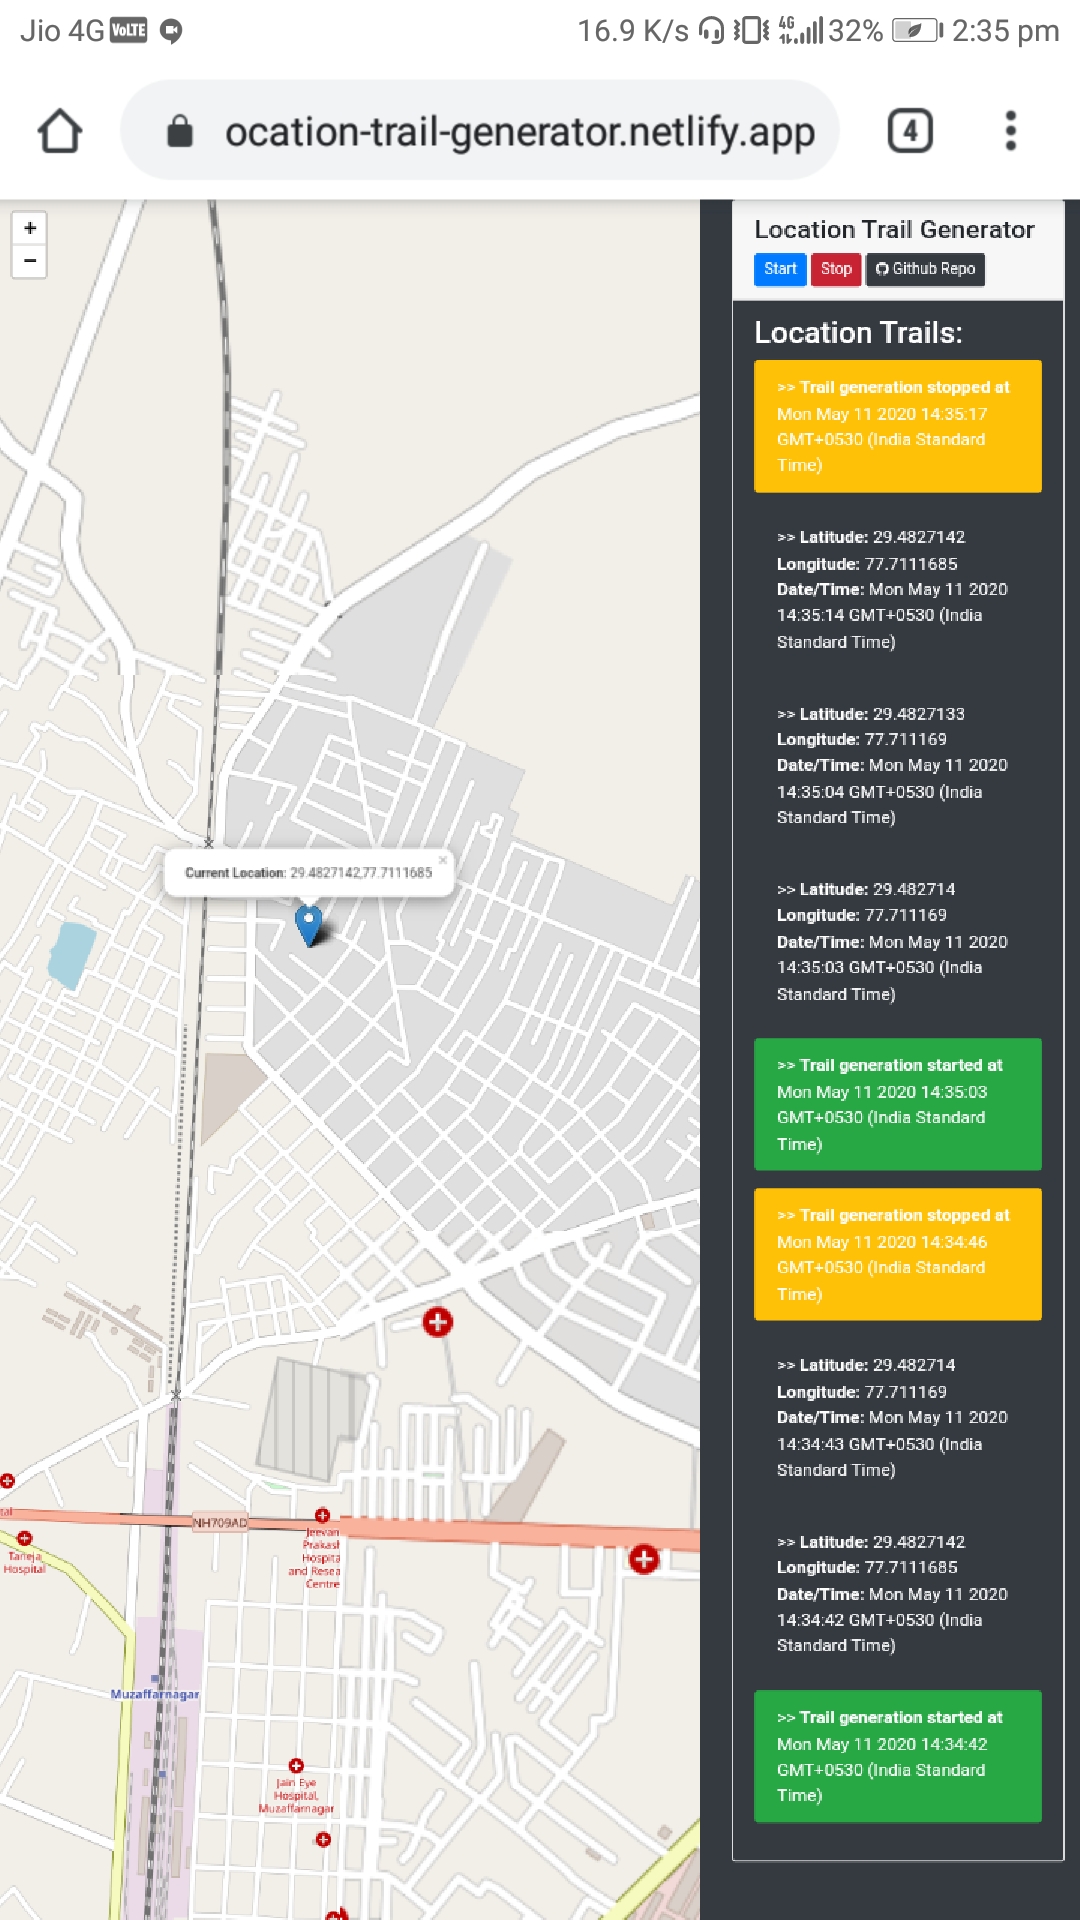 Jio 4G VoLTE 16.9 K/s 4G 32% 2:35 pm
ocation-trail-generator.netlify.app 4
+
−
Location Trail Generator
Start Stop Github Repo
Location Trails:
>> Trail generation stopped at
Mon May 11 2020 14:35:17
GMT+0530 (India Standard
Time)
>> Latitude: 29.4827142
Longitude: 77.7111685
Date/Time: Mon May 11 2020
14:35:14 GMT+0530 (India
Standard Time)
>> Latitude: 29.4827133
Longitude: 77.711169
Date/Time: Mon May 11 2020
14:35:04 GMT+0530 (India
Standard Time)
>> Latitude: 29.482714
Longitude: 77.711169
Date/Time: Mon May 11 2020
14:35:03 GMT+0530 (India
Standard Time)
>> Trail generation started at
Mon May 11 2020 14:35:03
GMT+0530 (India Standard
Time)
>> Trail generation stopped at
Mon May 11 2020 14:34:46
GMT+0530 (India Standard
Time)
>> Latitude: 29.482714
Longitude: 77.711169
Date/Time: Mon May 11 2020
14:34:43 GMT+0530 (India
Standard Time)
>> Latitude: 29.4827142
Longitude: 77.7111685
Date/Time: Mon May 11 2020
14:34:42 GMT+0530 (India
Standard Time)
>> Trail generation started at
Mon May 11 2020 14:34:42
GMT+0530 (India Standard
Time)
Current Location: 29.4827142,77.7111685 ×
NH709AD
tal
Taneja
Hospital
Jeevan
Prakash
Hospita
and Resea
Centre
Muzaffarnagar
Jain Eye
Hospital,
Muzaffarnagar